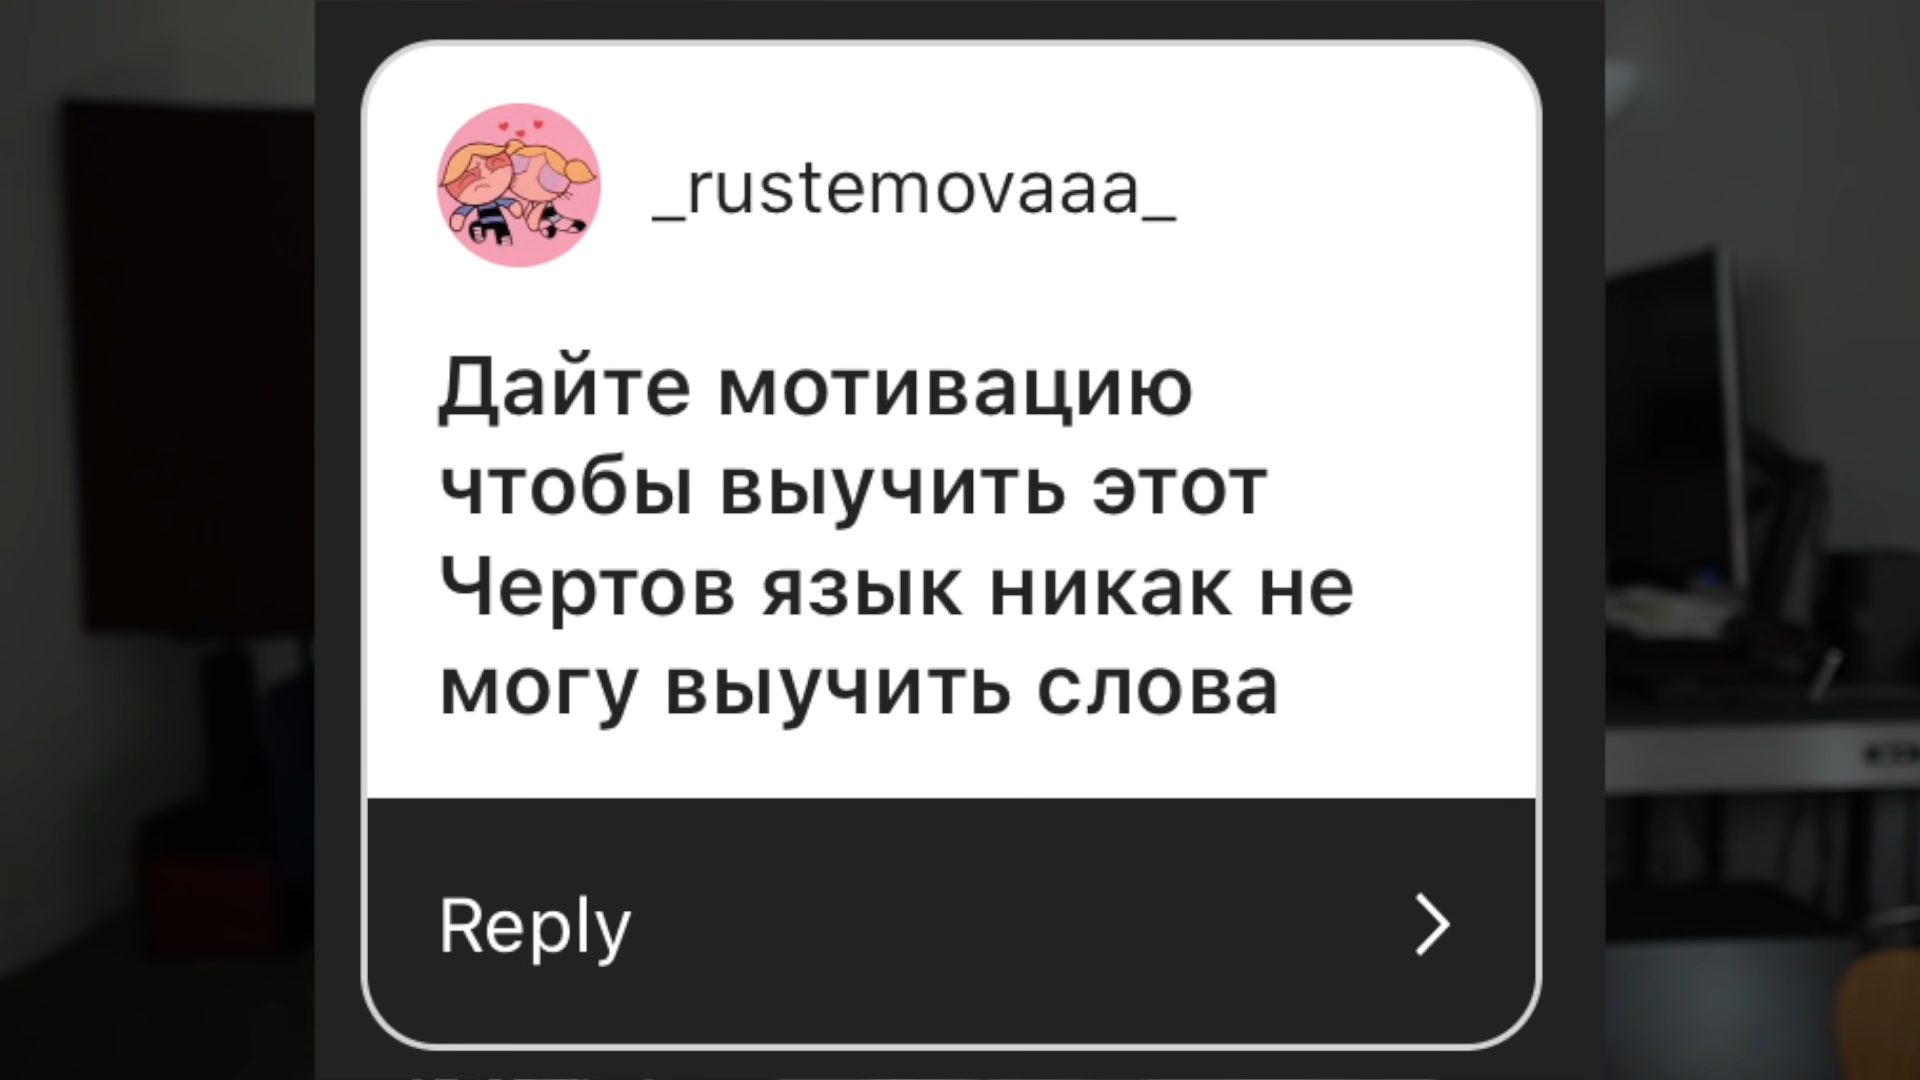 _rustemovaaa_
Дайте мотивацию
чтобы выучить этот
Чертов язык никак не
могу выучить слова
Reply